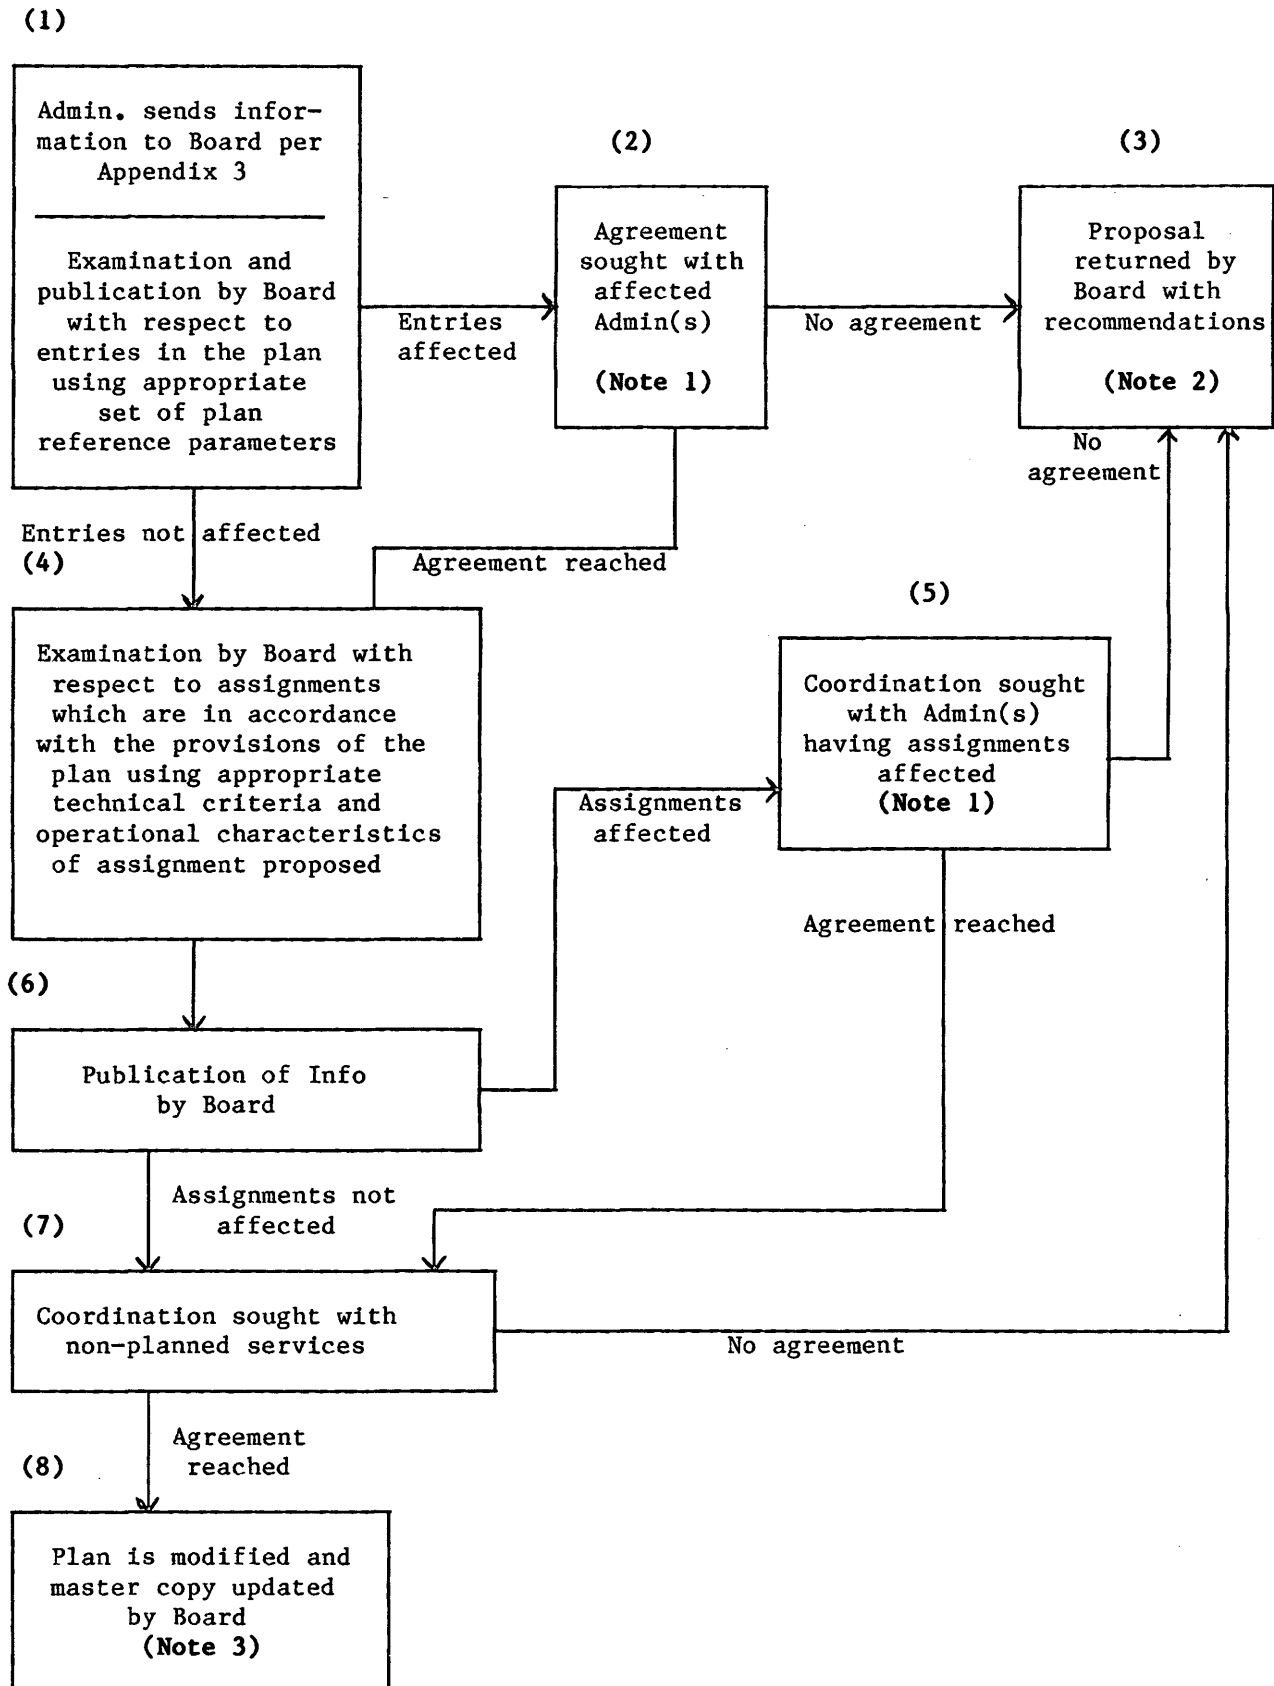 (1)
Admin. sends infor-
mation to Board per
Appendix 3
Examination and
publication by Board
with respect to
entries in the plan
using appropriate
set of plan
reference parameters
Entries
affected
(2)
Agreement
sought with
affected
Admin(s)
(Note 1)
No agreement
(3)
Proposal
returned by
Board with
recommendations
(Note 2)
No
agreement
Entries not affected
(4)
Agreement reached
Examination by Board with
respect to assignments
which are in accordance
with the provisions of the
plan using appropriate
technical criteria and
operational characteristics
of assignment proposed
(5)
Coordination sought
with Admin(s)
having assignments
affected
(Note 1)
Assignments
affected
Agreement reached
(6)
Publication of Info
by Board
Assignments not
affected
(7)
Coordination sought with
non-planned services
No agreement
Agreement
reached
(8)
Plan is modified and
master copy updated
by Board
(Note 3)